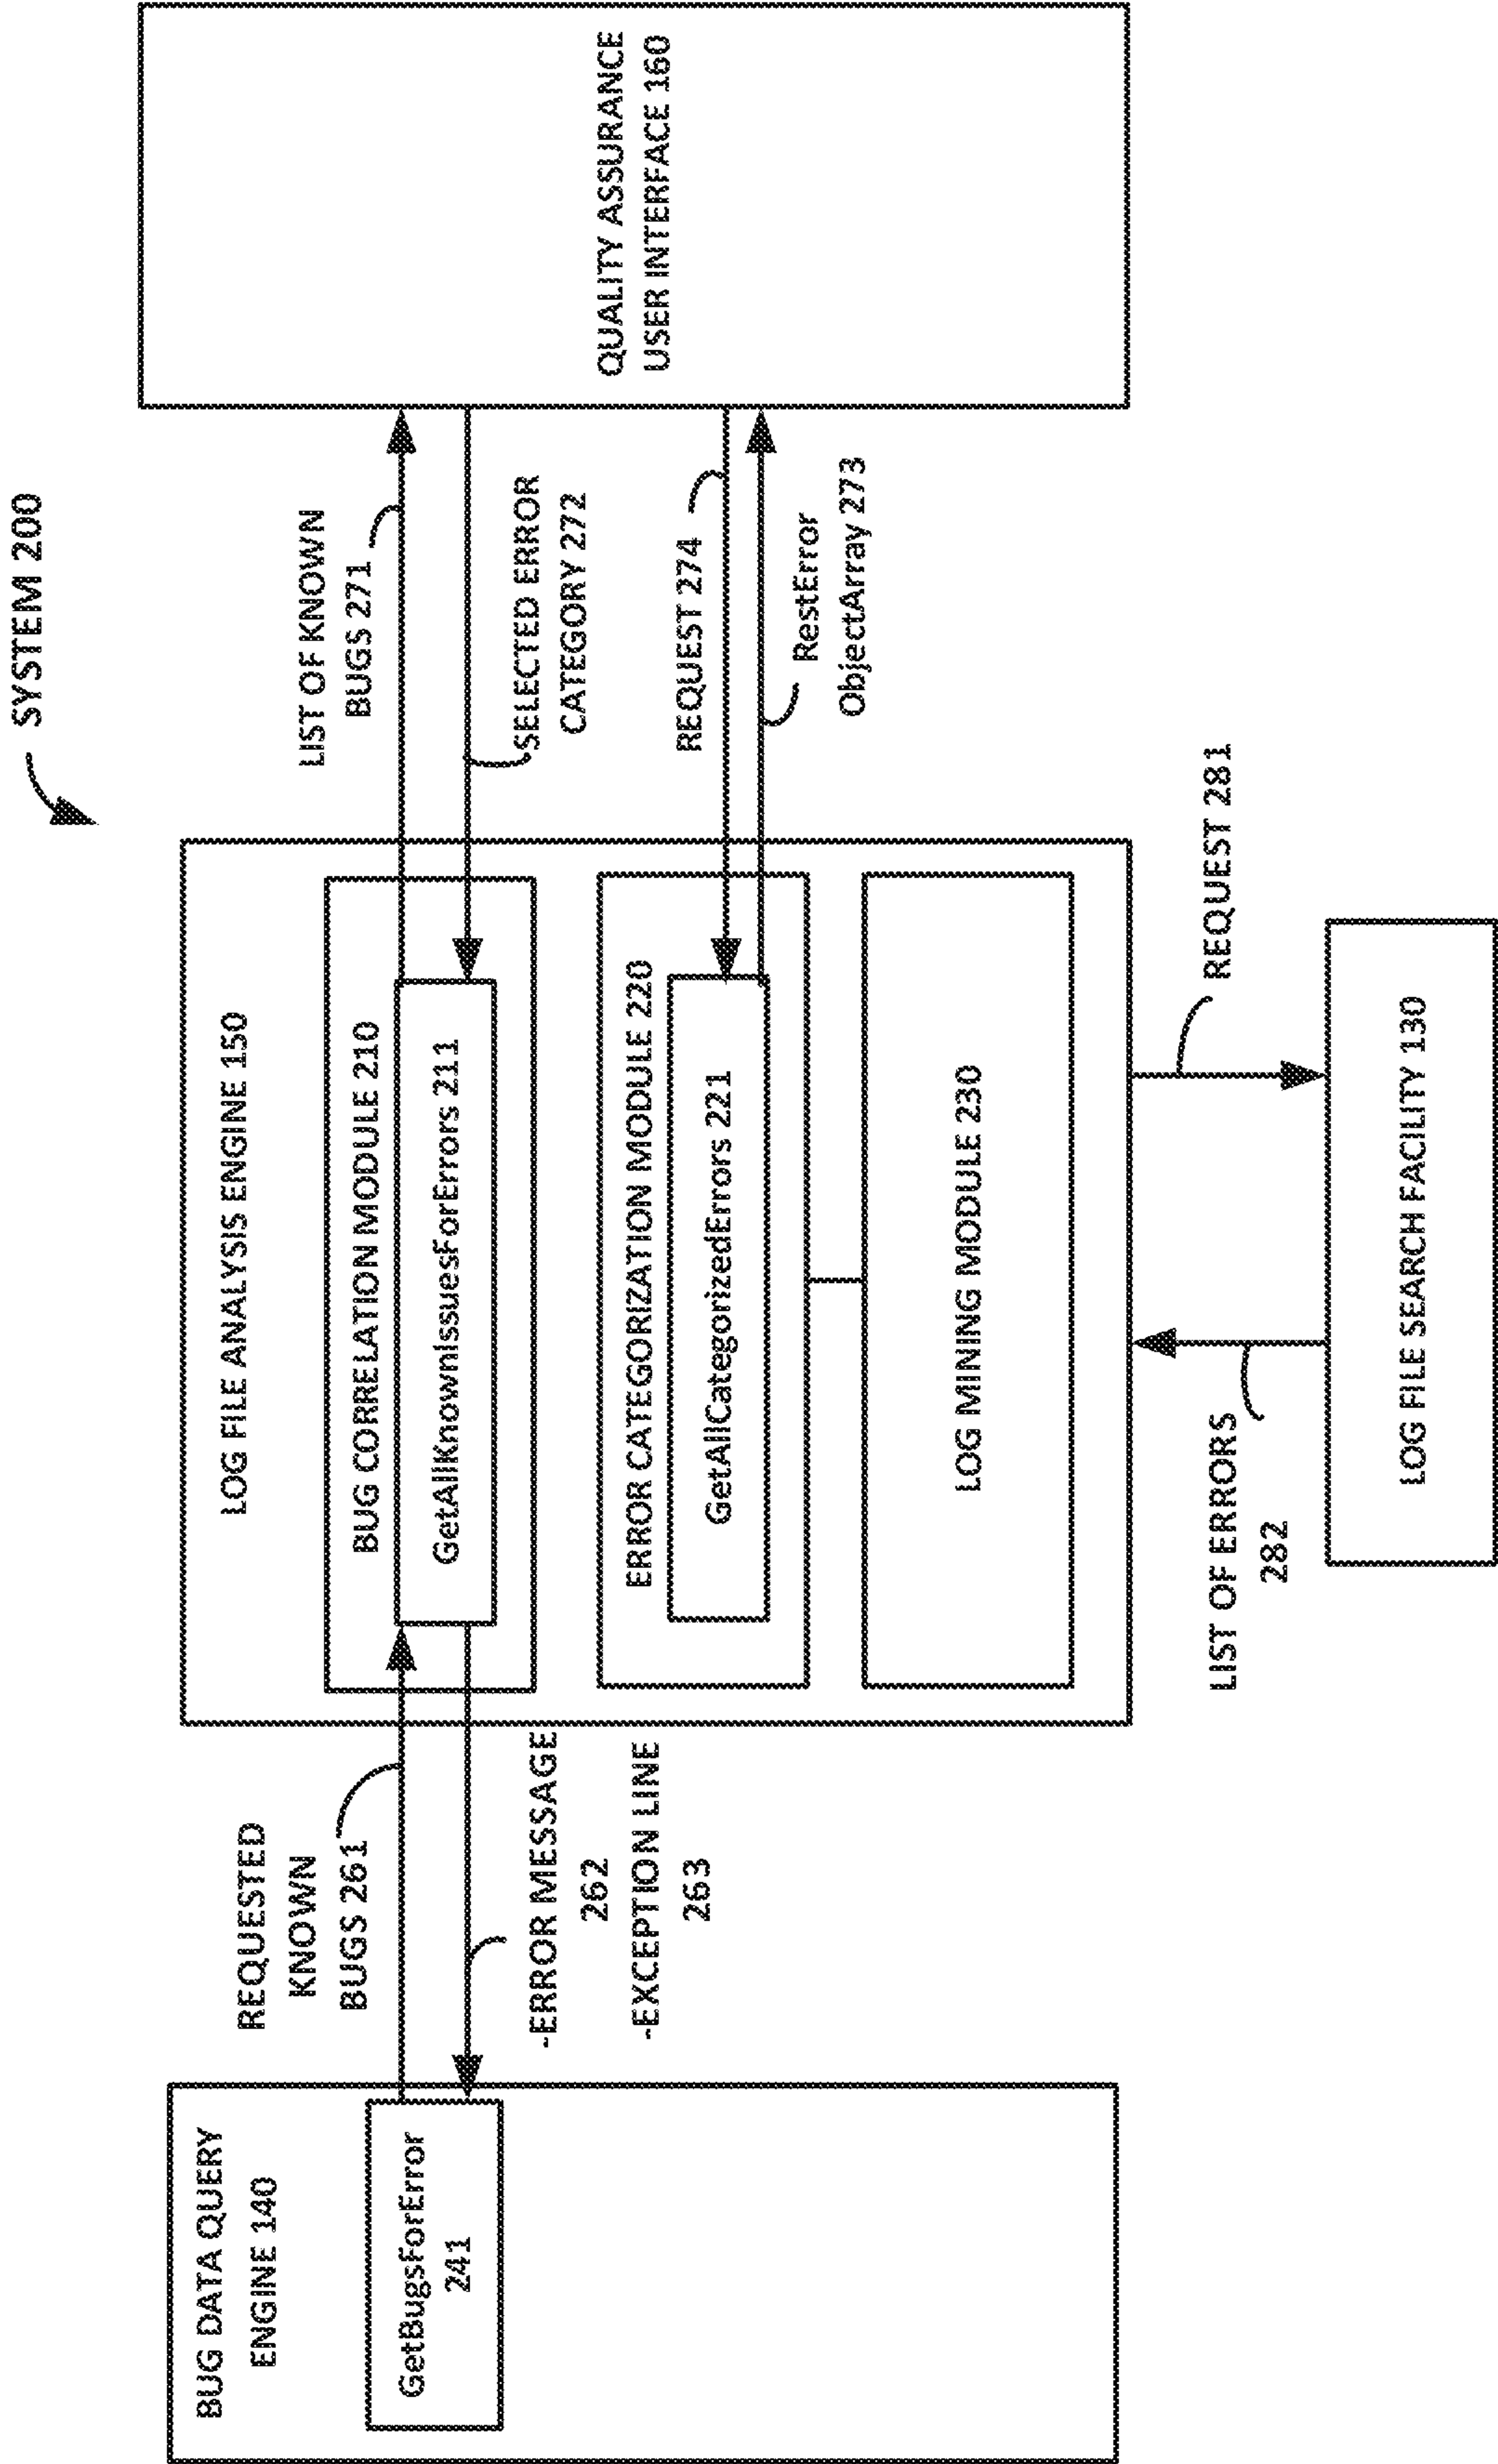 SYSTEM 200
BUG DATA QUERY
ENGINE 140
GetBugsForError
241
REQUESTED
KNOWN
BUGS 261
-ERROR MESSAGE
262
-EXCEPTION LINE
263
LOG FILE ANALYSIS ENGINE 150
BUG CORRELATION MODULE 210
GetAllKnownIssuesForErrors 211
ERROR CATEGORIZATION MODULE 220
GetAllCategorizedErrors 221
LOG MINING MODULE 230
LIST OF KNOWN
BUGS 271
SELECTED ERROR
CATEGORY 272
REQUEST 274
RestError
ObjectArray 273
QUALITY ASSURANCE
USER INTERFACE 160
LIST OF ERRORS
282
REQUEST 281
LOG FILE SEARCH FACILITY 130